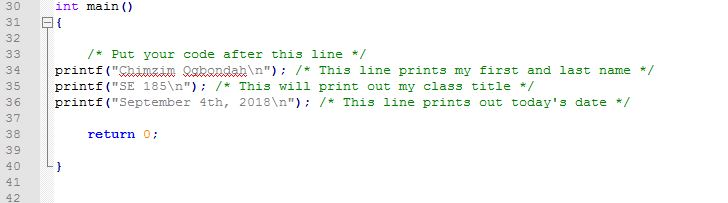 30 int main()
31 {
32
33 /* Put your code after this line */
34 printf("Chimzim Ogbondah\n"); /* This line prints my first and last name */
35 printf("SE 185\n"); /* This will print out my class title */
36 printf("September 4th, 2018\n"); /* This line prints out today's date */
37
38 return 0;
39
40 }
41
42